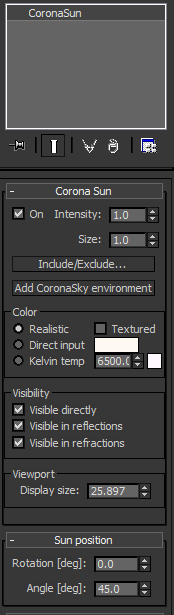 CoronaSun
Corona Sun
On Intensity: 1.0
Size: 1.0
Include/Exclude...
Add CoronaSky environment
Color
Realistic Textured
Direct input
Kelvin temp 6500.0
Visibility
Visible directly
Visible in reflections
Visible in refractions
Viewport
Display size: 25.897
Sun position
Rotation [deg]: 0.0
Angle [deg]: 45.0